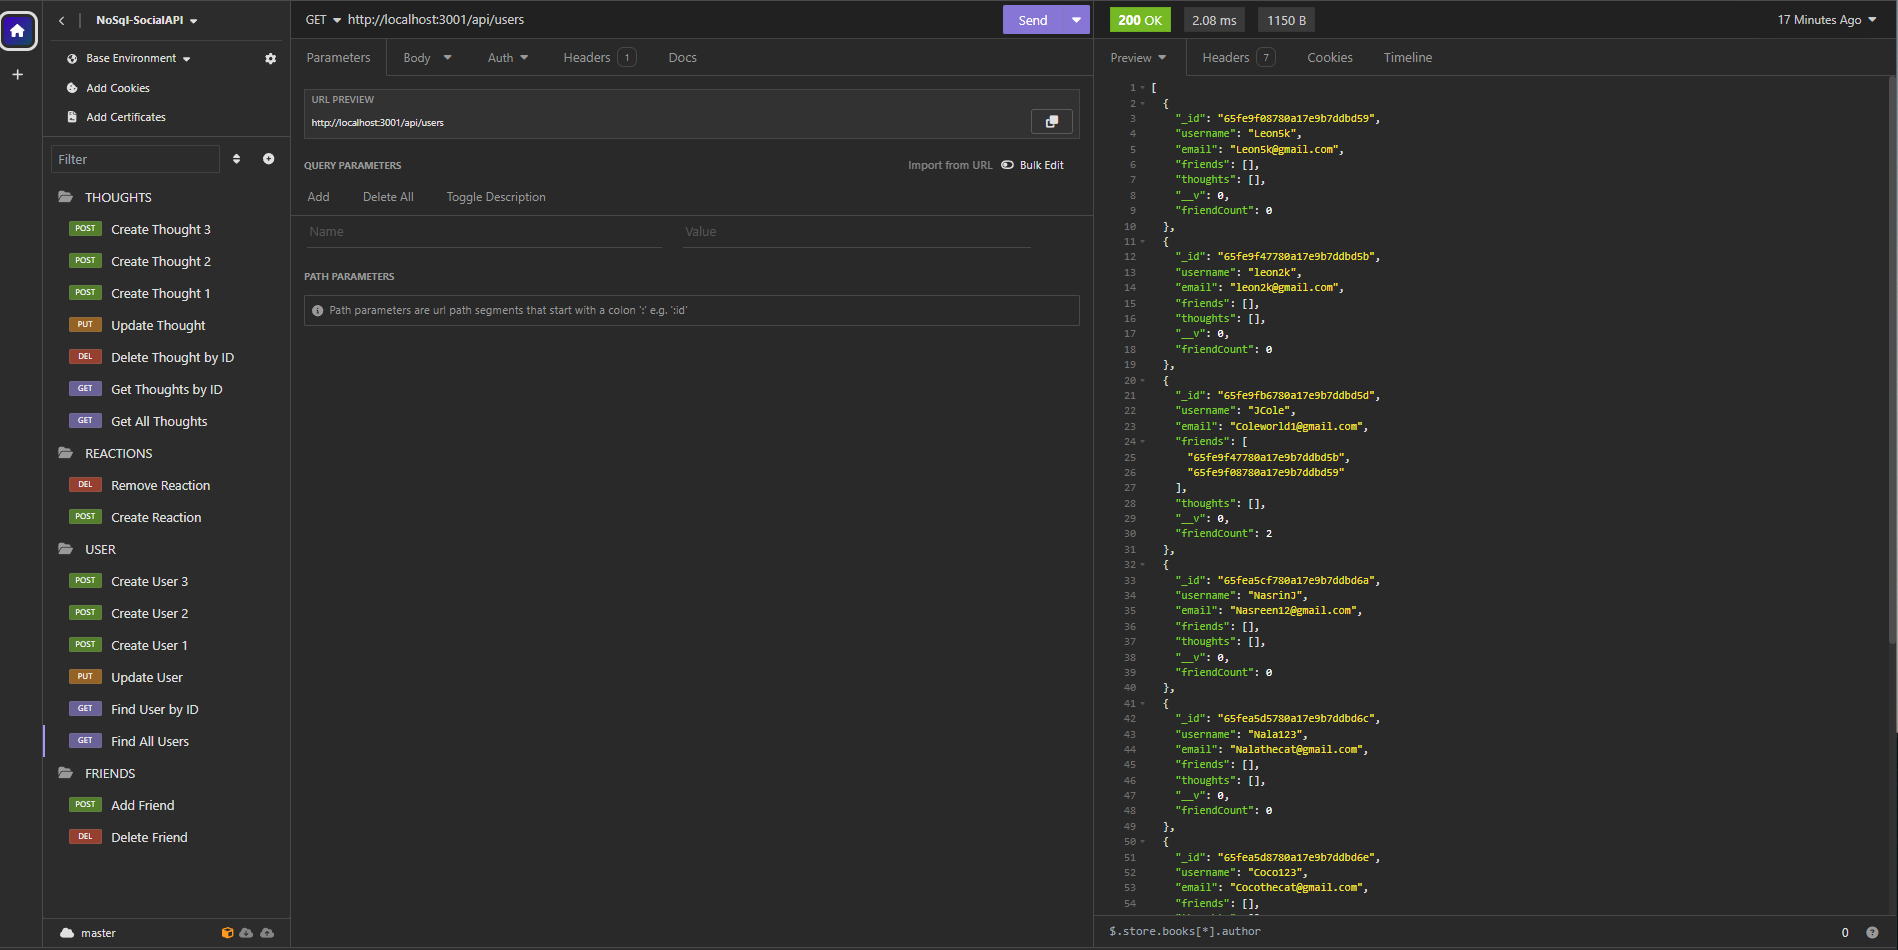 NoSql-SocialAPI
Base Environment
Add Cookies
Add Certificates
Filter
THOUGHTS
POST Create Thought 3
POST Create Thought 2
POST Create Thought 1
PUT Update Thought
DEL Delete Thought by ID
GET Get Thoughts by ID
GET Get All Thoughts
REACTIONS
DEL Remove Reaction
POST Create Reaction
USER
POST Create User 3
POST Create User 2
POST Create User 1
PUT Update User
GET Find User by ID
GET Find All Users
FRIENDS
POST Add Friend
DEL Delete Friend
master
GET http://localhost:3001/api/users Send
Parameters Body Auth Headers 1 Docs
URL PREVIEW
http://localhost:3001/api/users
QUERY PARAMETERS Import from URL Bulk Edit
Add Delete All Toggle Description
Name Value
PATH PARAMETERS
Path parameters are url path segments that start with a colon ':' e.g. ':id'
200 OK 2.08 ms 1150 B 17 Minutes Ago
Preview Headers 7 Cookies Timeline
1 [
2 {
3 "_id": "65fe9f08780a17e9b7ddbd59",
4 "username": "Leon5k",
5 "email": "Leon5k@gmail.com",
6 "friends": [],
7 "thoughts": [],
8 "__v": 0,
9 "friendCount": 0
10 },
11 {
12 "_id": "65fe9f47780a17e9b7ddbd5b",
13 "username": "leon2k",
14 "email": "leon2k@gmail.com",
15 "friends": [],
16 "thoughts": [],
17 "__v": 0,
18 "friendCount": 0
19 },
20 {
21 "_id": "65fe9fb6780a17e9b7ddbd5d",
22 "username": "JCole",
23 "email": "Coleworld1@gmail.com",
24 "friends": [
25 "65fe9f47780a17e9b7ddbd5b",
26 "65fe9f08780a17e9b7ddbd59"
27 ],
28 "thoughts": [],
29 "__v": 0,
30 "friendCount": 2
31 },
32 {
33 "_id": "65fea5cf780a17e9b7ddbd6a",
34 "username": "NasrinJ",
35 "email": "Nasreen12@gmail.com",
36 "friends": [],
37 "thoughts": [],
38 "__v": 0,
39 "friendCount": 0
40 },
41 {
42 "_id": "65fea5d5780a17e9b7ddbd6c",
43 "username": "Nala123",
44 "email": "Nalathecat@gmail.com",
45 "friends": [],
46 "thoughts": [],
47 "__v": 0,
48 "friendCount": 0
49 },
50 {
51 "_id": "65fea5d8780a17e9b7ddbd6e",
52 "username": "Coco123",
53 "email": "Cocothecat@gmail.com",
54 "friends": [],
$.store.books[*].author 0